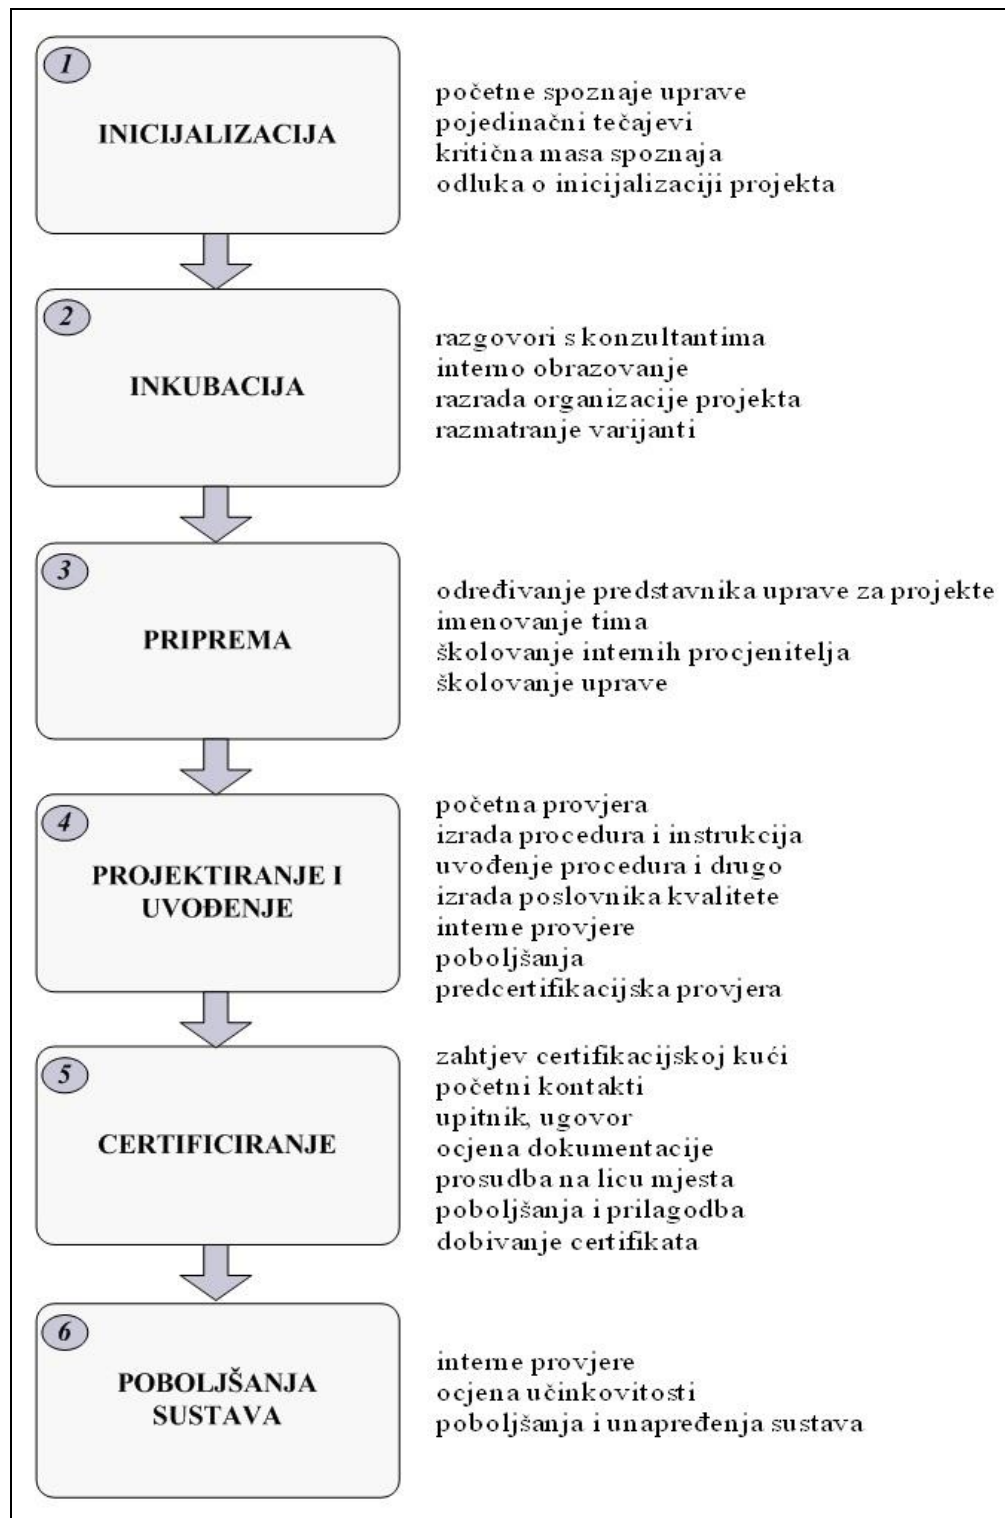 1
INICIJALIZACIJA
početne spoznaje uprave
pojedinačni tečajevi
kritična masa spoznaja
odluka o inicijalizaciji projekta
2
INKUBACIJA
razgovori s konzultantima
interno obrazovanje
razrada organizacije projekta
razmatranje varijanti
3
PRIPREMA
određivanje predstavnika uprave za projekte
imenovanje tima
školovanje internih procjenitelja
školovanje uprave
4
PROJEKTIRANJE I
UVOĐENJE
početna provjera
izrada procedura i instrukcija
uvođenje procedura i drugo
izrada poslovnika kvalitete
interne provjere
poboljšanja
predcertifikacijska provjera
5
CERTIFICIRANJE
zahtjev certifikacijskoj kući
početni kontakti
upitnik, ugovor
ocjena dokumentacije
prosudba na licu mjesta
poboljšanja i prilagodba
dobivanje certifikata
6
POBOLJŠANJA
SUSTAVA
interne provjere
ocjena učinkovitosti
poboljšanja i unapređenja sustava